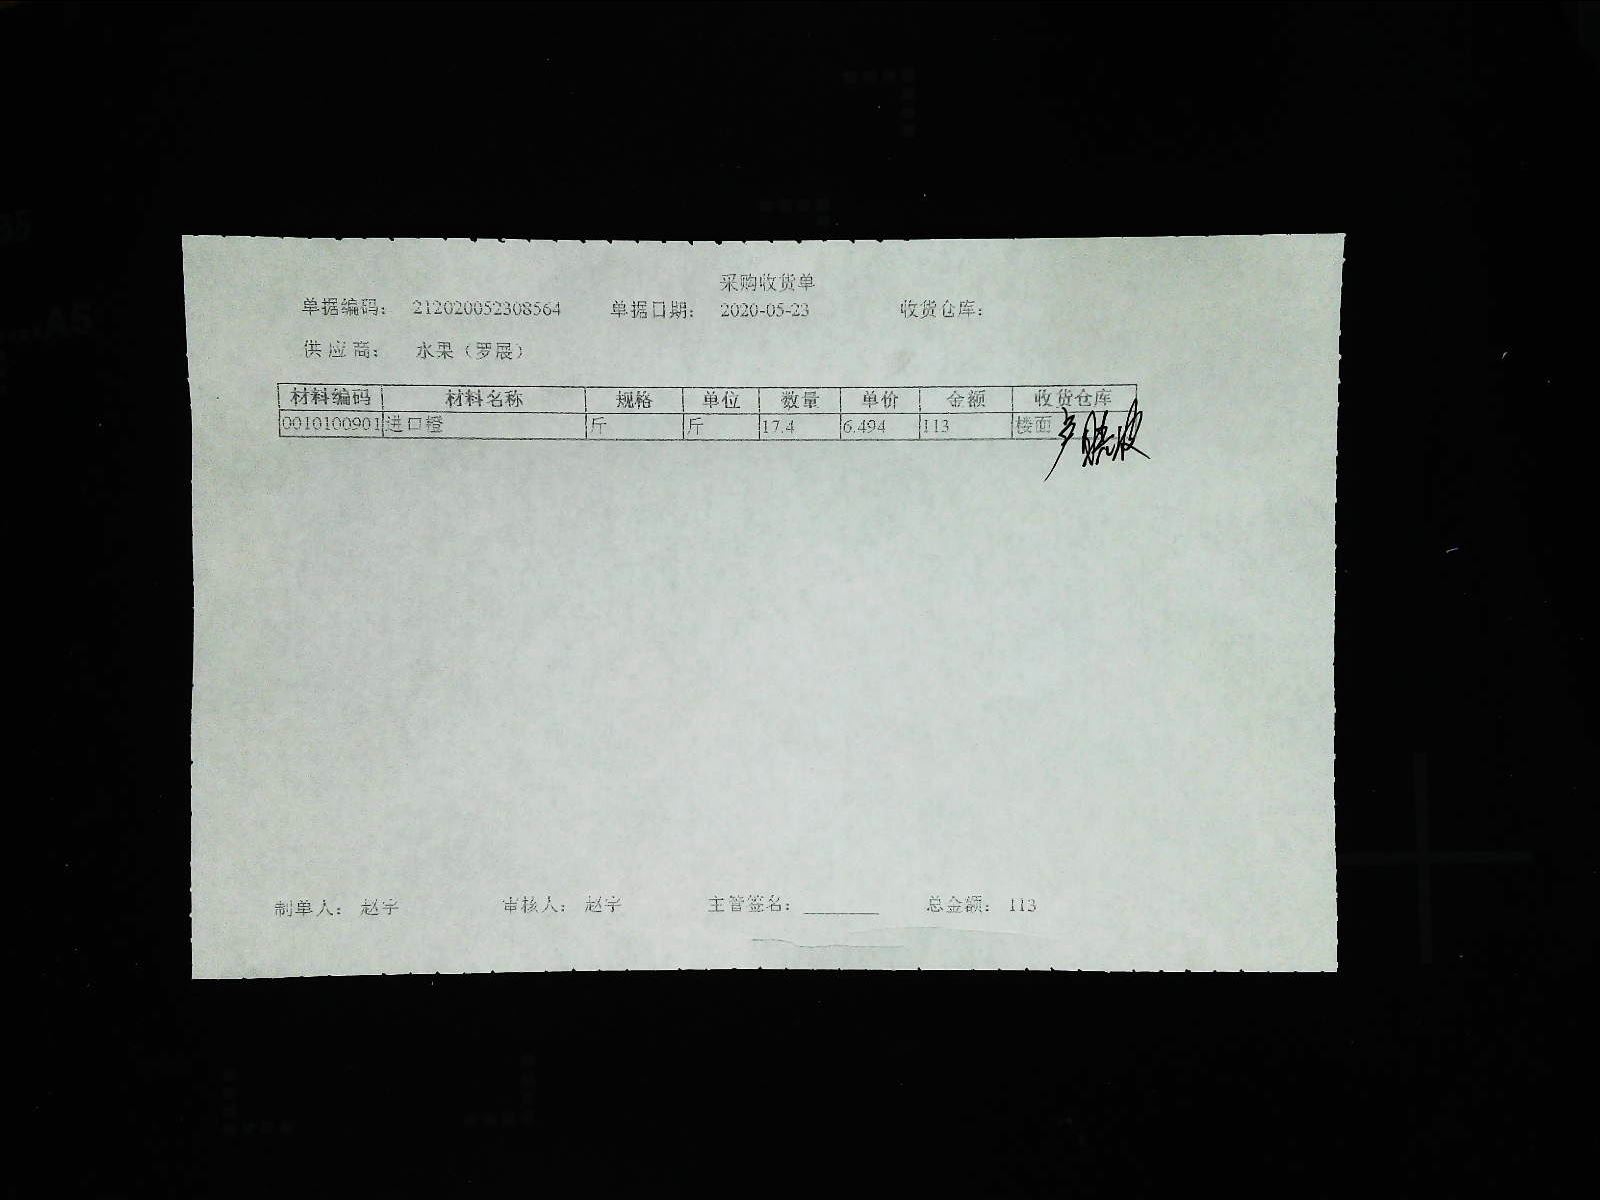 采购收货单
单据编码： 212020052308564 单据日期： 2020-05-23 收货仓库：
供应商： 水果（罗展）
材料编码 材料名称 规格 单位 数量 单价 金额 收货仓库
0010100901 进口橙 斤 斤 17.4 6.494 113 楼面
制单人： 赵宇 审核人： 赵宇 主管签名： ________ 总金额： 113